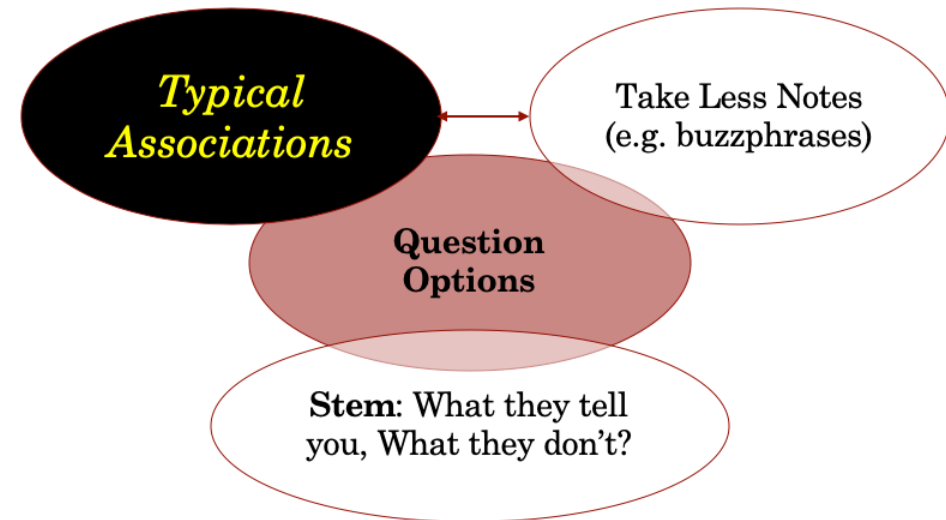 Typical
Associations
Take Less Notes
(e.g. buzzphrases)
Question
Options
Stem: What they tell
you, What they don’t?